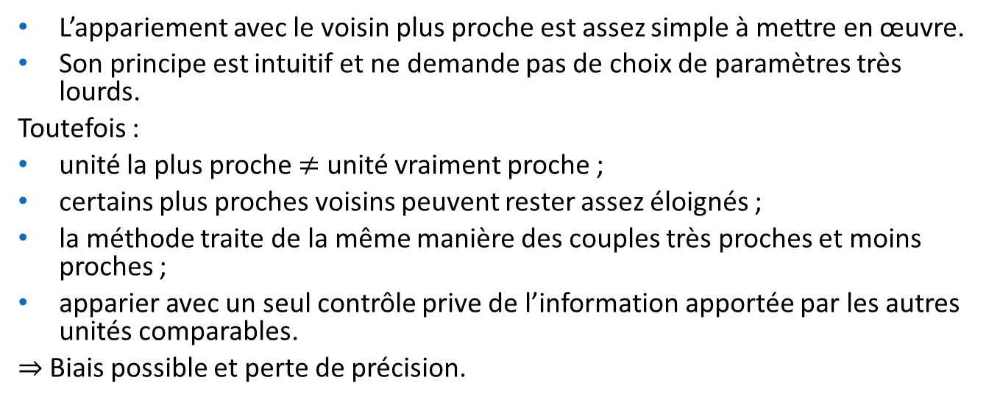 • L’appariement avec le voisin plus proche est assez simple à mettre en œuvre.
• Son principe est intuitif et ne demande pas de choix de paramètres très
lourds.
Toutefois :
• unité la plus proche ≠ unité vraiment proche ;
• certains plus proches voisins peuvent rester assez éloignés ;
• la méthode traite de la même manière des couples très proches et moins
proches ;
• apparier avec un seul contrôle prive de l’information apportée par les autres
unités comparables.
⇒ Biais possible et perte de précision.